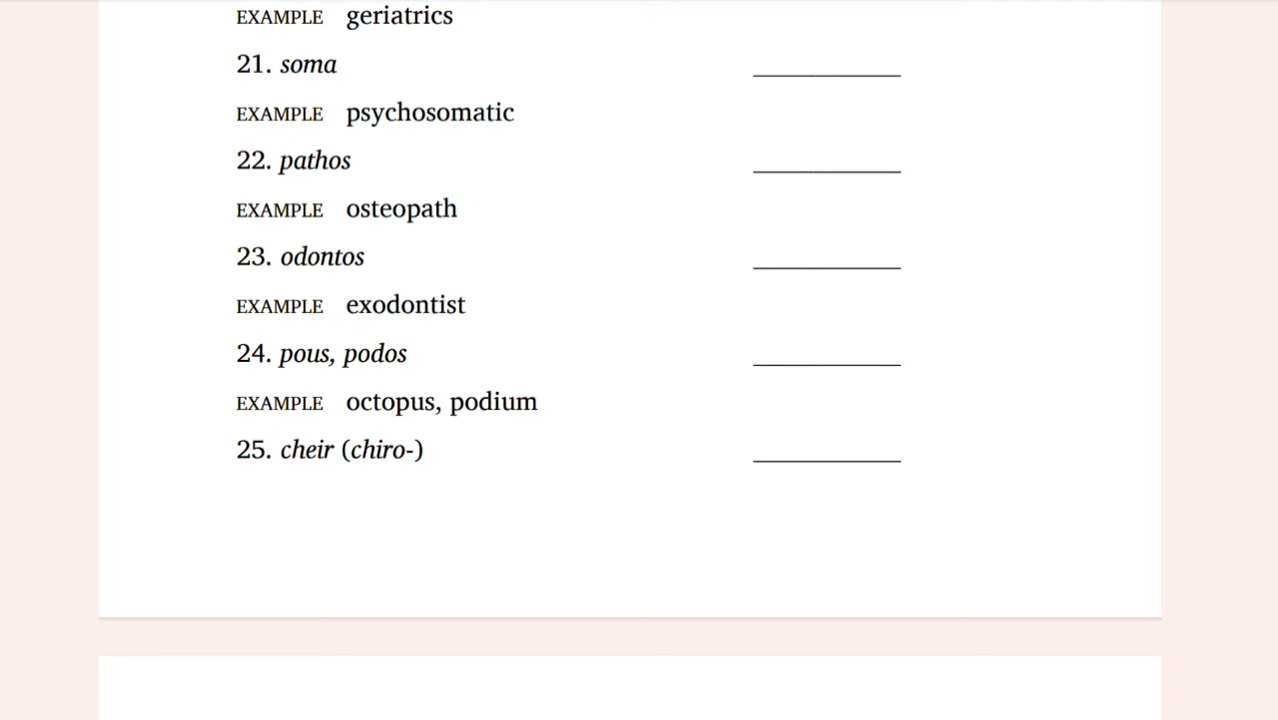 EXAMPLE geriatrics
21. soma
EXAMPLE psychosomatic
22. pathos
EXAMPLE osteopath
23. odontos
EXAMPLE exodontist
24. pous, podos
EXAMPLE octopus, podium
25. cheir (chiro-)